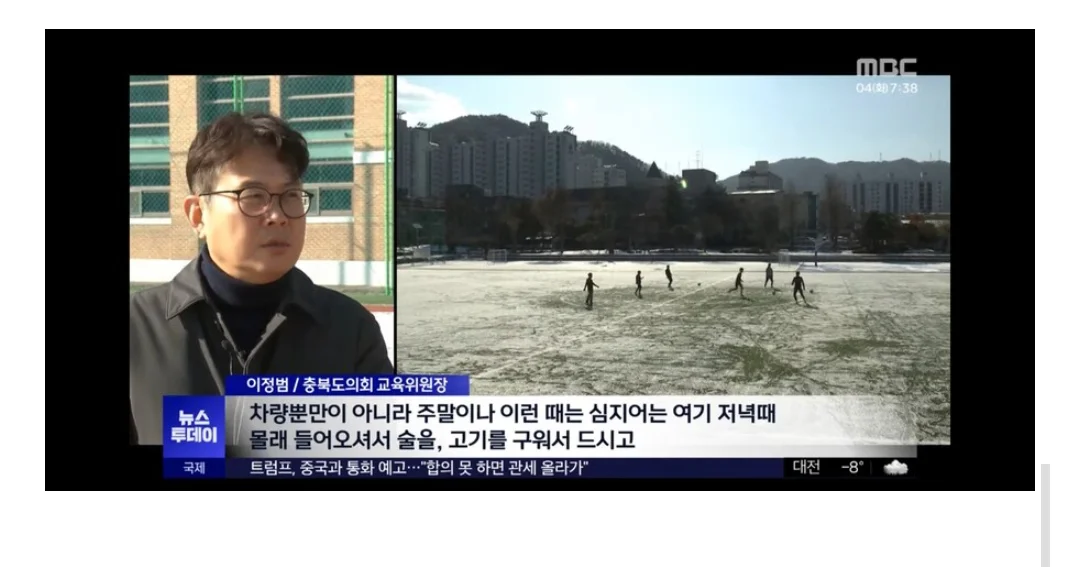 MBC
04(화)7:38
이정범 / 충북도의회 교육위원장
뉴스
투데이
차량뿐만이 아니라 주말이나 이런 때는 심지어는 여기 저녁때
몰래 들어오셔서 술을, 고기를 구워서 드시고
국제
트럼프, 중국과 통화 예고…"합의 못 하면 관세 올라가"
대전 -8°